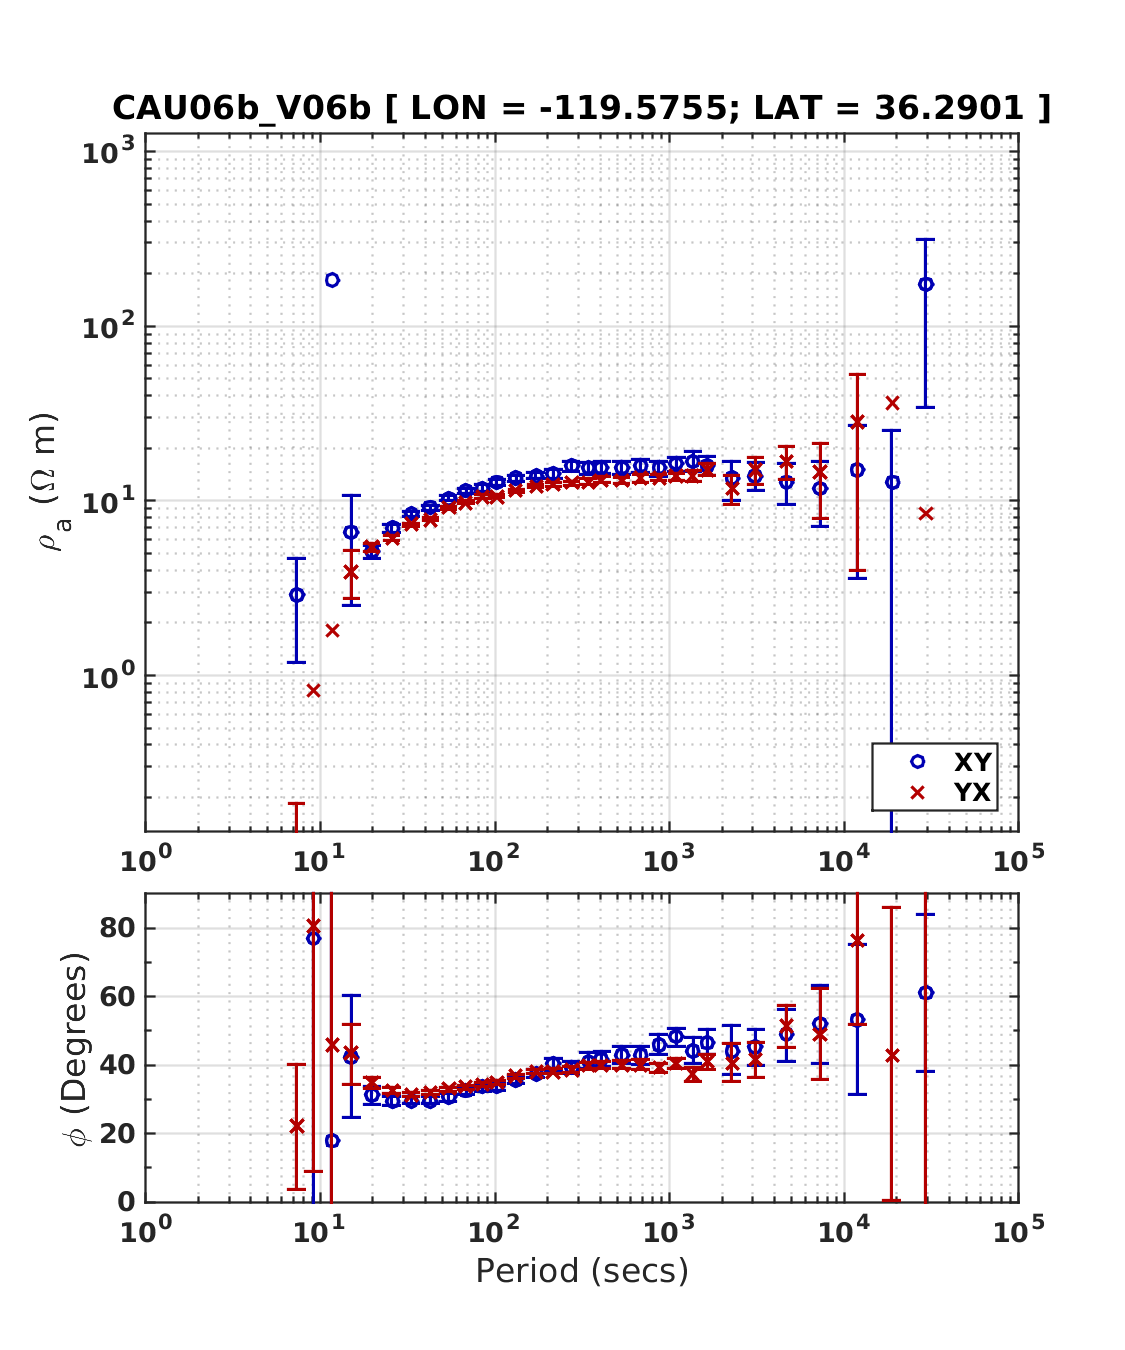 CAU06b_V06b [ LON = -119.5755; LAT = 36.2901 ]
10³
10²
10¹
10⁰
ρ a (Ω m)
XY
YX
10⁰ 10¹ 10² 10³ 10⁴ 10⁵
80
60
40
20
0
ϕ (Degrees)
10⁰ 10¹ 10² 10³ 10⁴ 10⁵
Period (secs)